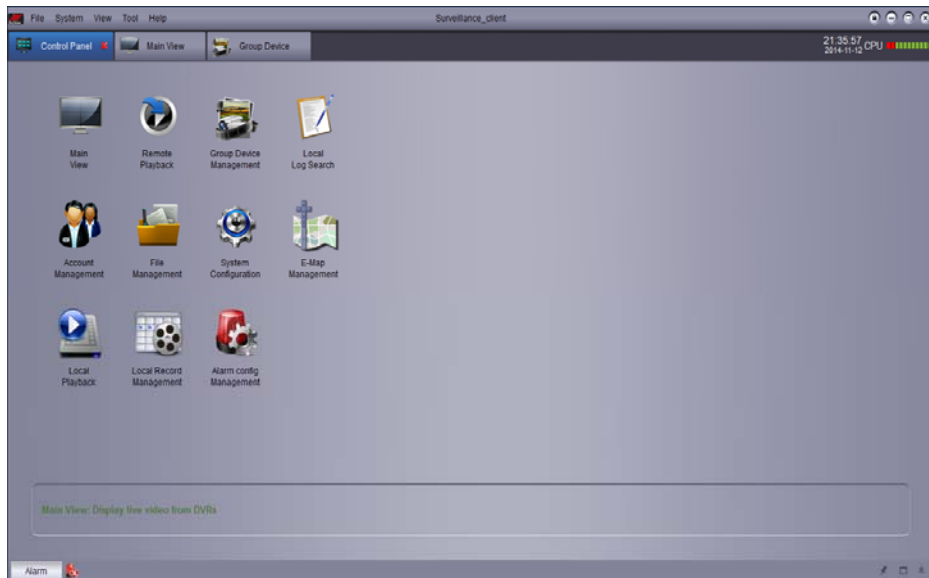 File System View Tool Help Surveillance_client
Control Panel Main View Group Device 21:35:57 CPU
2014-11-12
Main Remote Group Device Local
View Playback Management Log Search
Account File System E-Map
Management Management Configuration Management
Local Local Record Alarm config
Playback Management Management
Main View: Display live video from DVRs
Alarm